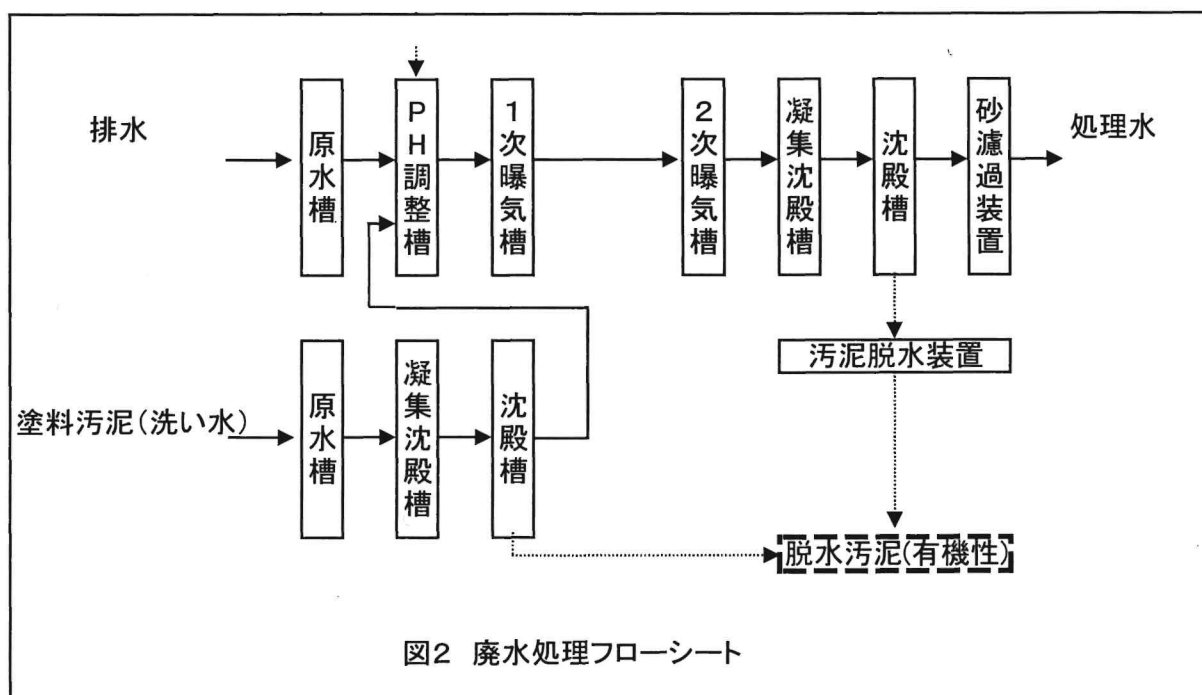 排水
原水槽
PH調整槽
1次曝気槽
2次曝気槽
凝集沈殿槽
沈殿槽
砂濾過装置
処理水
汚泥脱水装置
塗料汚泥(洗い水)
原水槽
凝集沈殿槽
沈殿槽
脱水汚泥(有機性)
図2 廃水処理フローシート